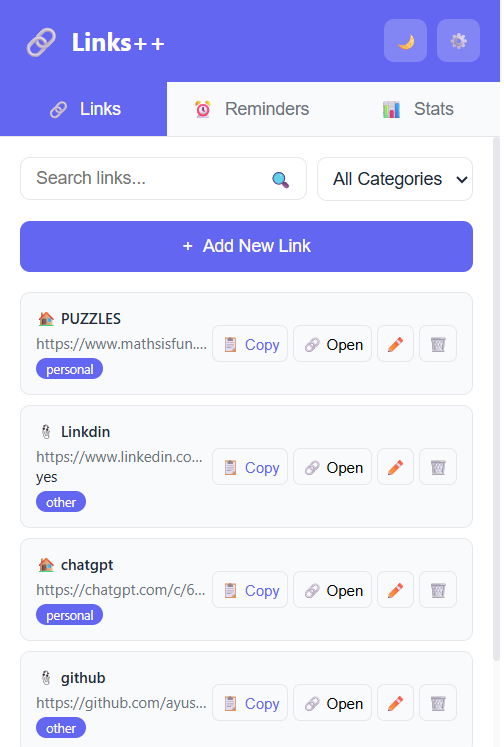 Links++
Links
Reminders
Stats
Search links...
All Categories
+ Add New Link
PUZZLES
https://www.mathsisfun....
personal
Copy
Open
Linkdin
https://www.linkedin.co...
yes
other
Copy
Open
chatgpt
https://chatgpt.com/c/6...
personal
Copy
Open
github
https://github.com/ayus...
other
Copy
Open